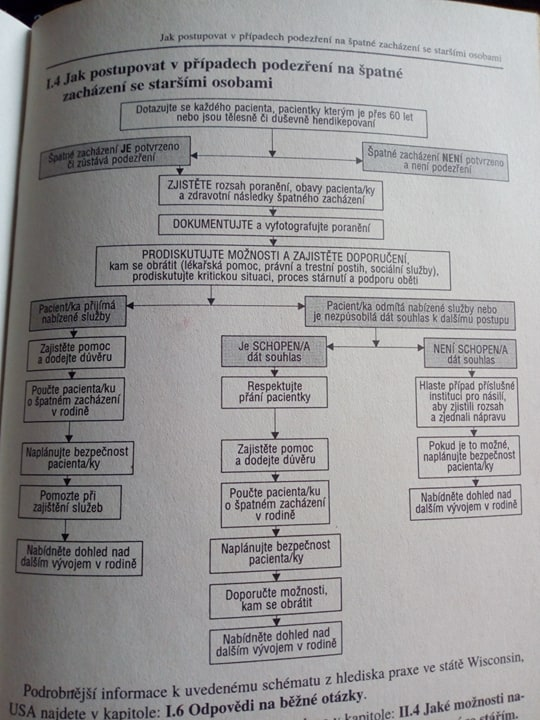 Jak postupovat v případech podezření na špatné zacházení se staršími osobami
I.4 Jak postupovat v případech podezření na špatné
zacházení se staršími osobami
Dotazujte se každého pacienta, pacientky kterým je přes 60 let
nebo jsou tělesně či duševně hendikepovaní
Špatné zacházení JE potvrzeno
či zůstává podezření
Špatné zacházení NENÍ potvrzeno
a není podezření
ZJISTĚTE rozsah poranění, obavy pacienta/ky
a zdravotní následky špatného zacházení
DOKUMENTUJTE a vyfotografujte poranění
PRODISKUTUJTE MOŽNOSTI A ZAJISTĚTE DOPORUČENÍ,
kam se obrátit (lékařská pomoc, právní a trestní postih, sociální služby),
prodiskutujte kritickou situaci, proces stárnutí a podporu oběti
Pacient/ka přijímá
nabízené služby
Zajistěte pomoc
a dodejte důvěru
Poučte pacienta/ku
o špatném zacházení
v rodině
Naplánujte bezpečnost
pacienta/ky
Pomozte při
zajištění služeb
Nabídněte dohled nad
dalším vývojem v rodině
Pacient/ka odmítá nabízené služby nebo
je nezpůsobilá dát souhlas k dalšímu postupu
Je SCHOPEN/A
dát souhlas
Respektujte
přání pacientky
Zajistěte pomoc
a dodejte důvěru
Poučte pacienta/ku
o špatném zacházení
v rodině
Naplánujte bezpečnost
pacienta/ky
Doporučte možnosti,
kam se obrátit
Nabídněte dohled nad
dalším vývojem v rodině
NENÍ SCHOPEN/A
dát souhlas
Hlaste případ příslušné
instituci pro násilí,
aby zjistili rozsah
a zjednali nápravu
Pokud je to možné,
naplánujte bezpečnost
pacienta/ky
Nabídněte dohled nad
dalším vývojem v rodině
Podrobnější informace k uvedenému schématu z hlediska praxe ve státě Wisconsin,
USA najdete v kapitole: I.6 Odpovědi na běžné otázky.
v kapitole: II.4 Jaké možnosti na-